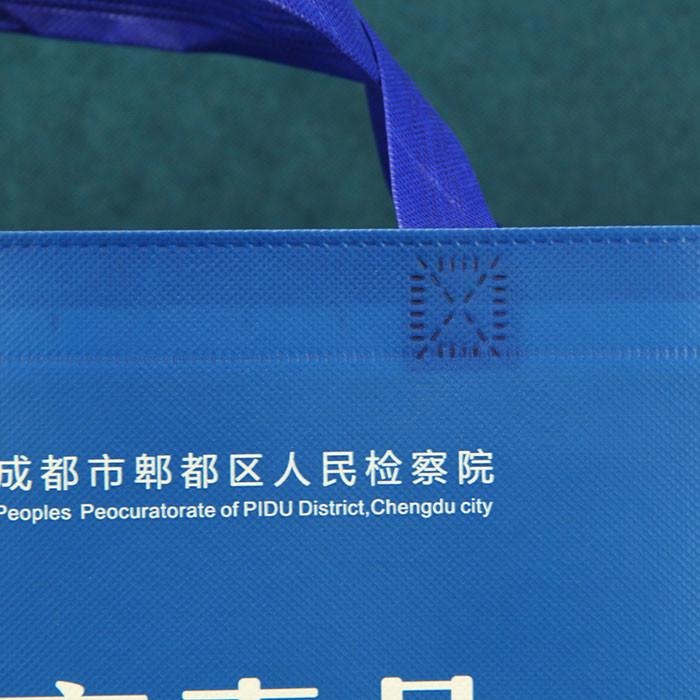 成都市郫都区人民检察院
Peoples Peocuratorate of PIDU District,Chengdu city